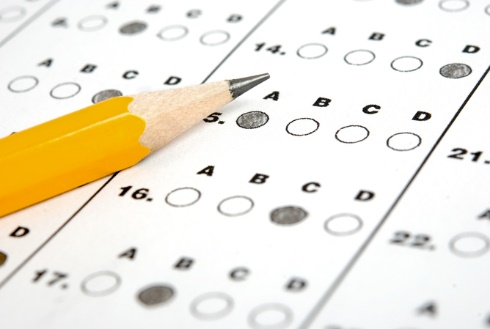 A B C D
A B C D
D
14. A B C D
5. A B C D
16. A B C D
17. A B C D
21.
22. A
A